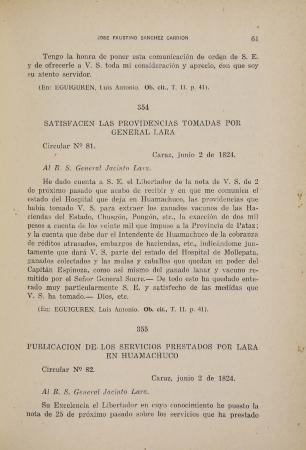 JOSE FAUSTINO SANCHEZ CARRION 61
Tengo la honra de poner esta comunicación de orden de S. E.
y de ofrecerle a V. S. toda mi consideración y aprecio, con que soy
su atento servidor.
(En: EGUIGUREN, Luis Antonio. Ob. cit., T. II. p. 41).
354
SATISFACEN LAS PROVIDENCIAS TOMADAS POR
GENERAL LARA
Circular Nº 81.
Caraz, junio 2 de 1824.
Al R. S. General Jacinto Lara.
He dado cuenta a S. E. el Libertador de la nota de V. S. de 2
de próximo pasado que acabo de recibir y en que me comunica el
estado del Hospital que deja en Huamachuco, las providencias que
había tomado V. S. para extraer los ganados vacunos de las Ha-
ciendas del Estado, Chusgón, Pongón, etc., la exacción de dos mil
pesos a cuenta de los veinte mil que impuso a la Provincia de Pataz;
y la cuenta que debe dar el Intendente de Huamachuco de la cobranza
de réditos atrasados, embargos de haciendas, etc., indicándome junta-
mente que dará V. S. parte del estado del Hospital de Mollepata,
ganados colectados y las mulas y caballos que quedan en poder del
Capitán Espinoza, como así mismo del ganado lanar y vacuno re-
mitido por el Señor General Sucre.— De todo esto ha quedado ente-
rado muy particularmente S. E. y satisfecho de las medidas que
V. S. ha tomado.— Dios, etc.
(En: EGUIGUREN, Luis Antonio. Ob. cit., T. II. p. 41).
355
PUBLICACION DE LOS SERVICIOS PRESTADOS POR LARA
EN HUAMACHUCO
Circular Nº 82.
Caraz, junio 2 de 1824.
Al R. S. General Jacinto Lara.
Su Excelencia el Libertador en cuyo conocimiento he puesto la
nota de 25 de próximo pasado sobre los servicios que ha prestado